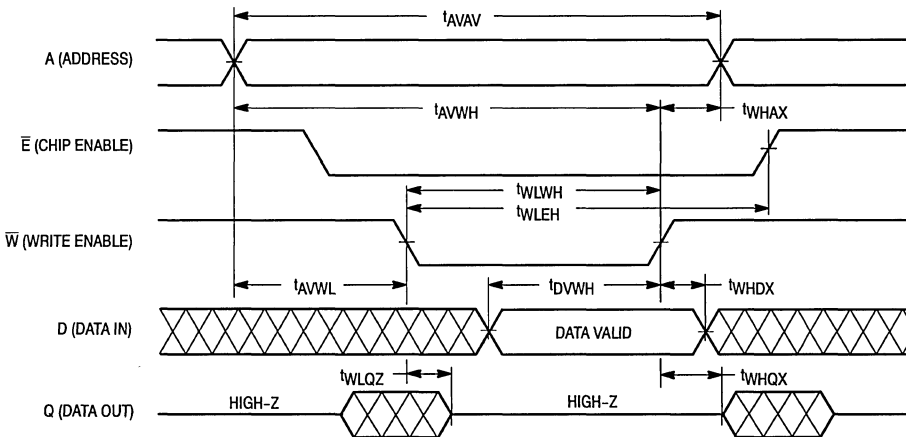 tAVAV
A (ADDRESS)
tAVWH
tWHAX
E̅ (CHIP ENABLE)
tWLWH
tWLEH
W̅ (WRITE ENABLE)
tAVWL
tDVWH
tWHDX
D (DATA IN)
DATA VALID
tWLQZ
tWHQX
Q (DATA OUT)
HIGH–Z
HIGH–Z